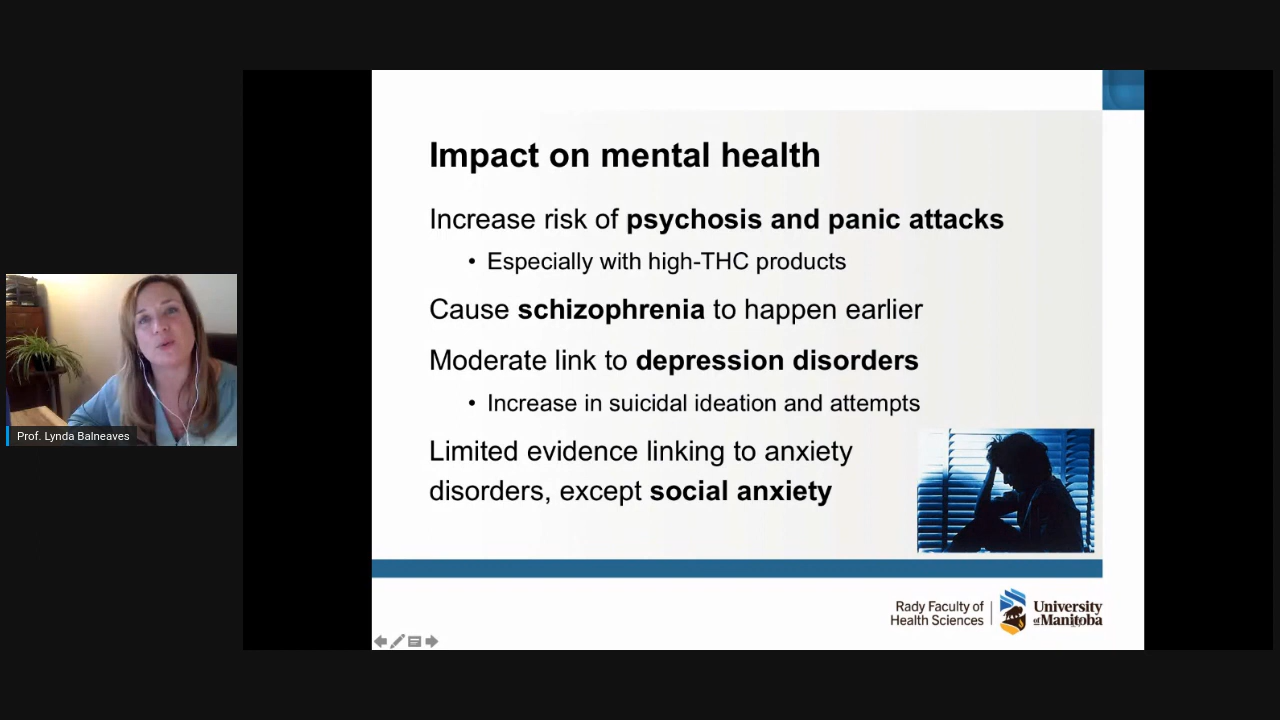 Impact on mental health
Increase risk of psychosis and panic attacks
• Especially with high-THC products
Cause schizophrenia to happen earlier
Moderate link to depression disorders
• Increase in suicidal ideation and attempts
Limited evidence linking to anxiety
disorders, except social anxiety
Prof. Lynda Balneaves
Rady Faculty of
Health Sciences
University
of Manitoba